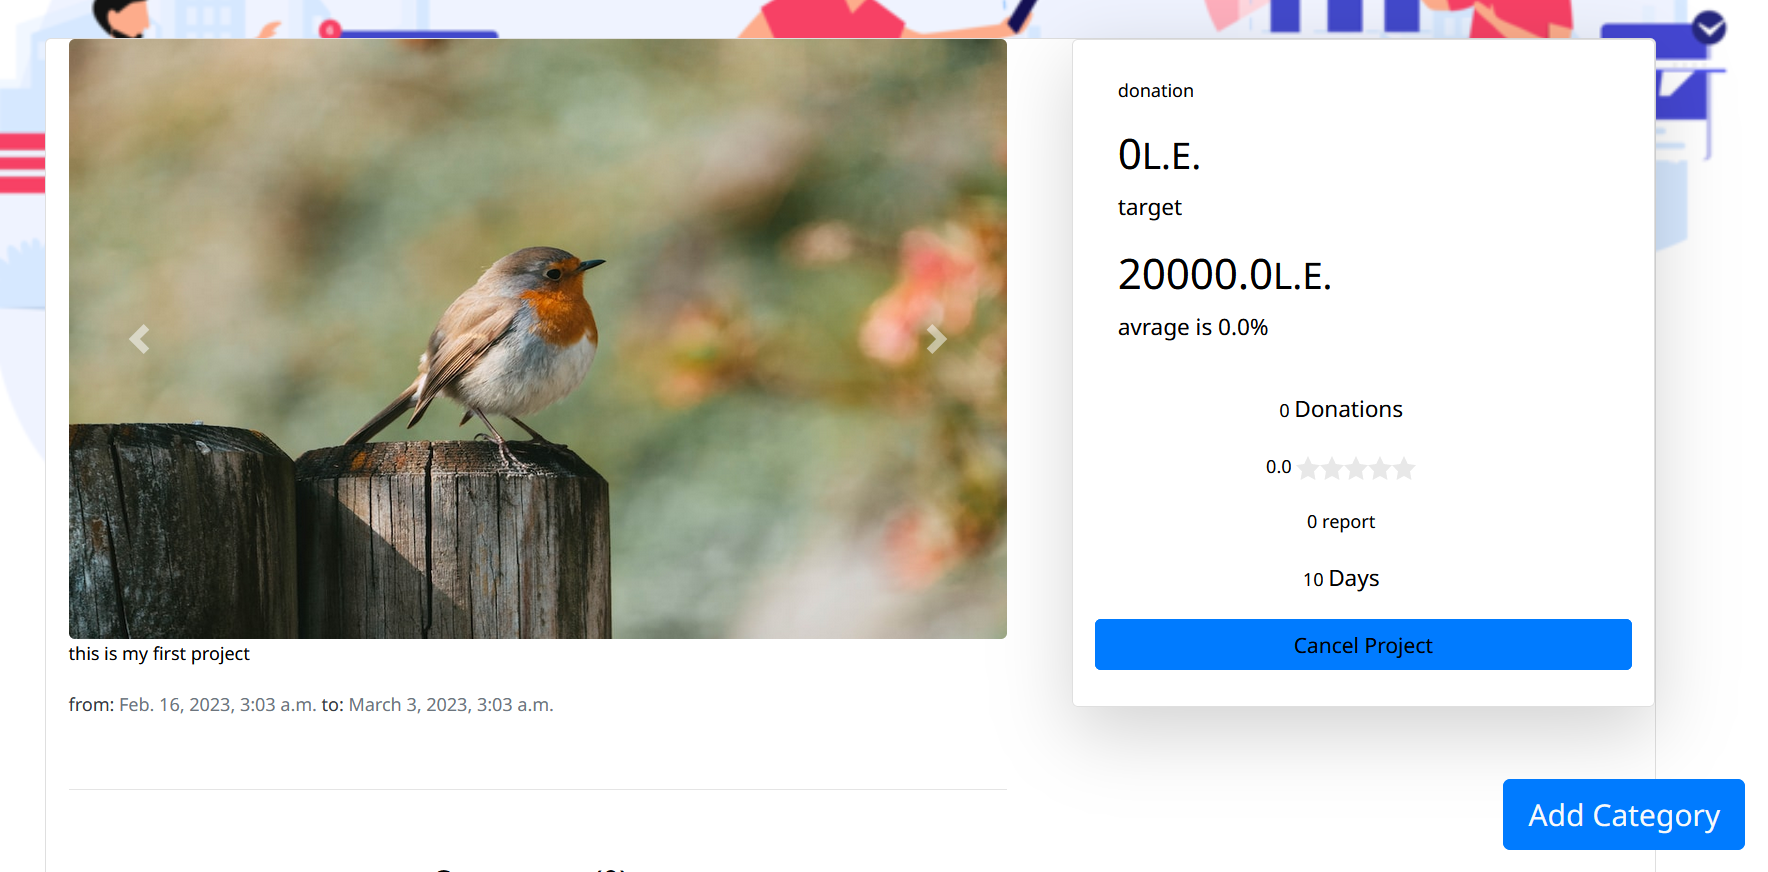 donation
0L.E.
target
20000.0L.E.
avrage is 0.0%
0 Donations
0.0
0 report
10 Days
Cancel Project
this is my first project
from: Feb. 16, 2023, 3:03 a.m. to: March 3, 2023, 3:03 a.m.
Add Category